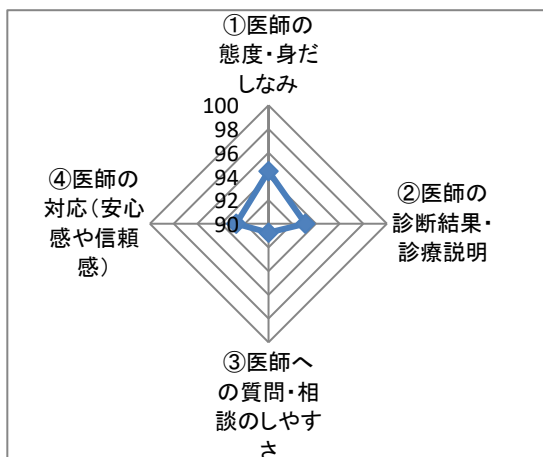 ①医師の
態度・身だ
しなみ
100
98
96
94
92
90
②医師の
診断結果・
診療説明
③医師へ
の質問・相
談のしやす
さ
④医師の
対応（安心
感や信頼
感）